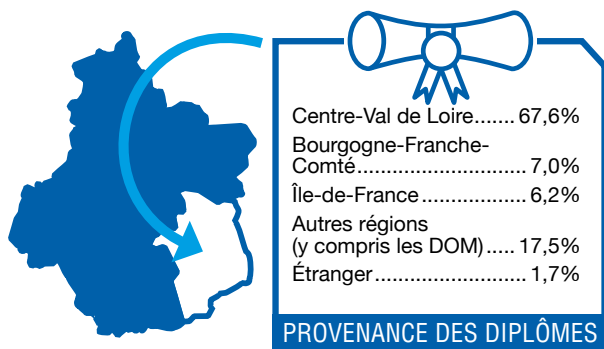 Centre-Val de Loire....... 67,6%
Bourgogne-Franche-
Comté............................ 7,0%
Île-de-France.................. 6,2%
Autres régions
(y compris les DOM)..... 17,5%
Étranger......................... 1,7%
PROVENANCE DES DIPLÔMES